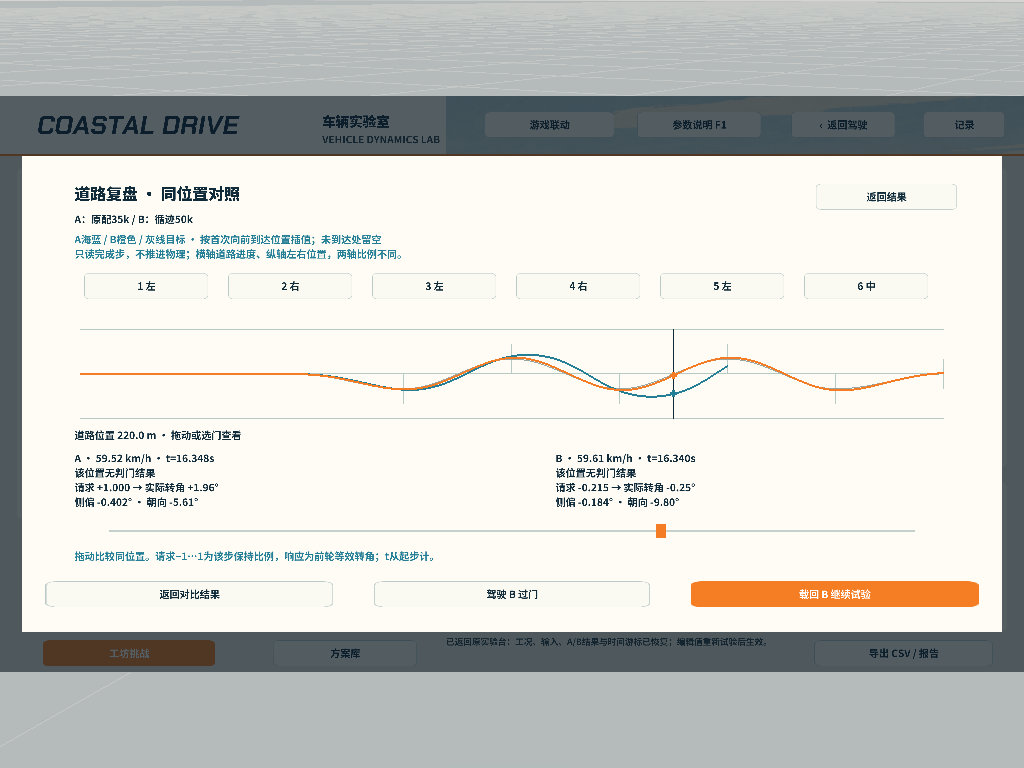 COASTAL DRIVE
车辆实验室
VEHICLE DYNAMICS LAB
游戏联动
参数说明 F1
‹ 返回驾驶
记录
道路复盘 · 同位置对照
返回结果
A：原配35k / B：循迹50k
A海蓝 / B橙色 / 灰线目标 · 按首次向前到达位置插值；未到达处留空
只读完成步，不推进物理；横轴道路进度、纵轴左右位置，两轴比例不同。
1 左
2 右
3 左
4 右
5 左
6 中
道路位置 220.0 m · 拖动或选门查看
A · 59.52 km/h · t=16.348s
该位置无判门结果
请求 +1.000 → 实际转角 +1.96°
侧偏 -0.402° · 朝向 -5.61°
B · 59.61 km/h · t=16.340s
该位置无判门结果
请求 -0.215 → 实际转角 -0.25°
侧偏 -0.184° · 朝向 -9.80°
拖动比较同位置。请求−1…1为该步保持比例，响应为前轮等效转角；t从起步计。
返回对比结果
驾驶 B 过门
载回 B 继续试验
工坊挑战
方案库
已返回原实验台：工况、输入、A/B结果与时间游标已恢复；编辑值重新试验后生效。
导出 CSV / 报告